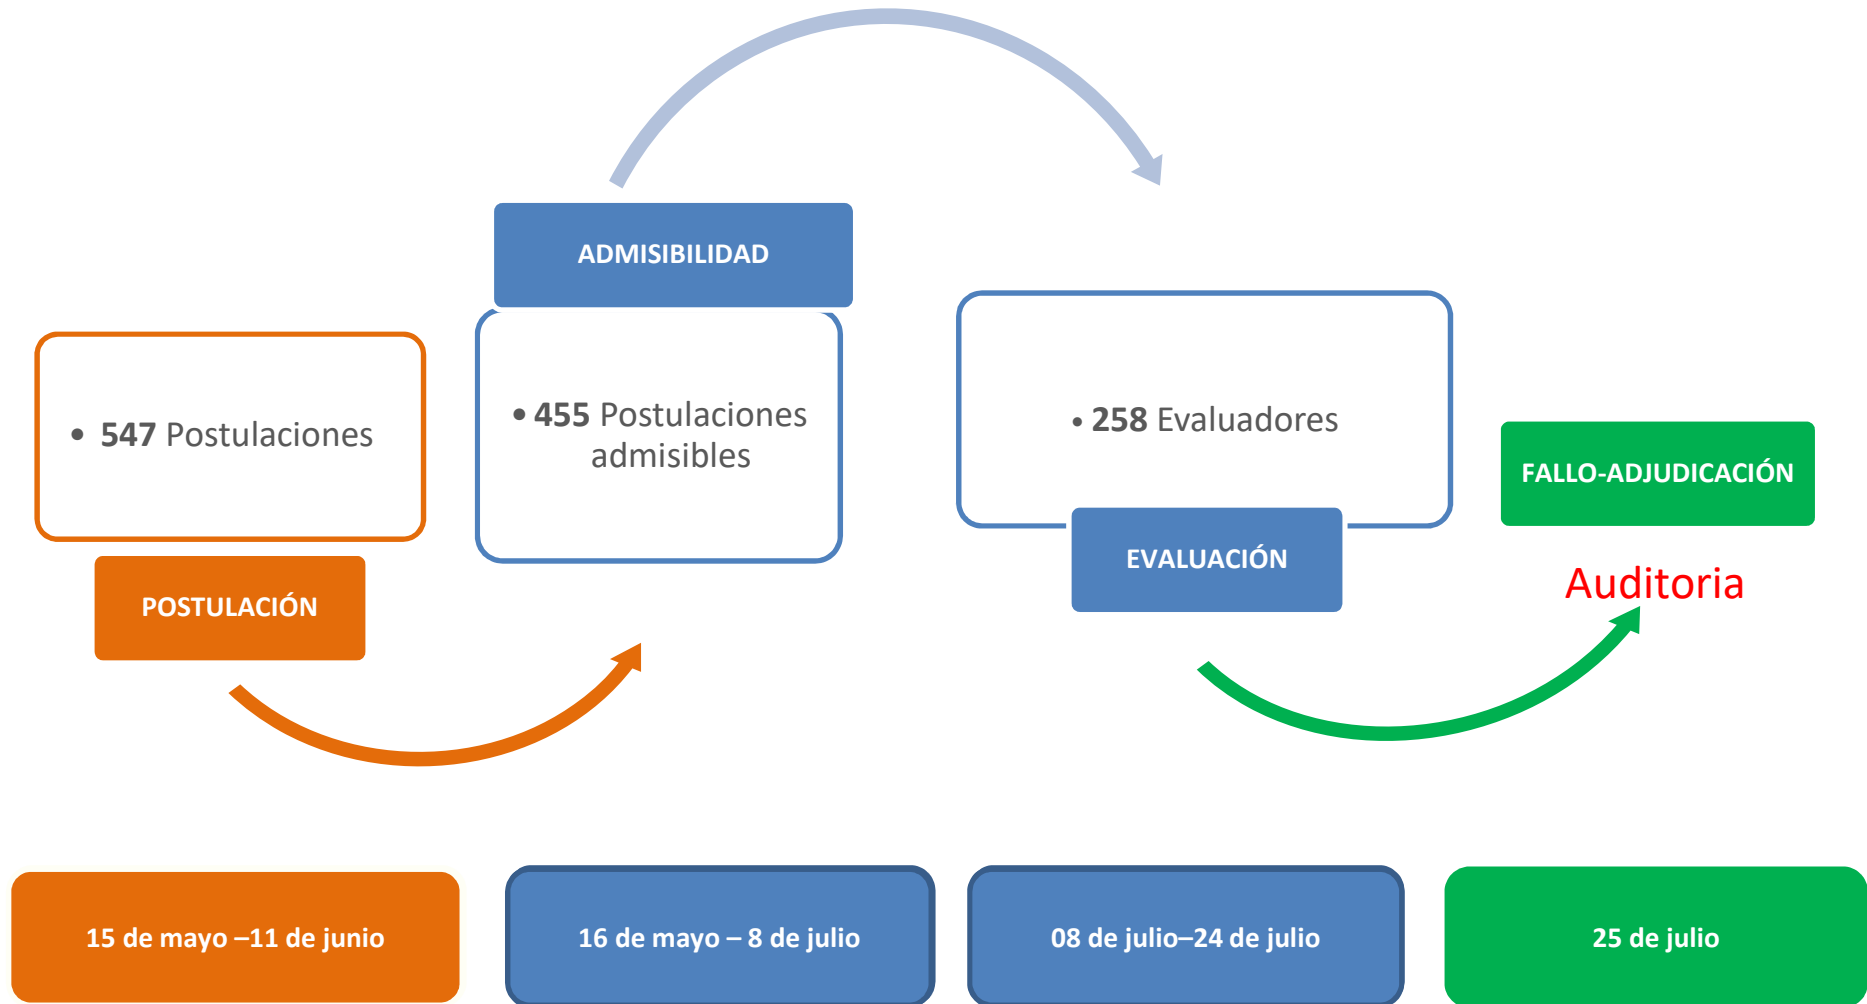 ADMISIBILIDAD
• 547 Postulaciones
POSTULACIÓN
• 455 Postulaciones
admisibles
• 258 Evaluadores
EVALUACIÓN
FALLO-ADJUDICACIÓN
Auditoria
15 de mayo –11 de junio
16 de mayo – 8 de julio
08 de julio–24 de julio
25 de julio